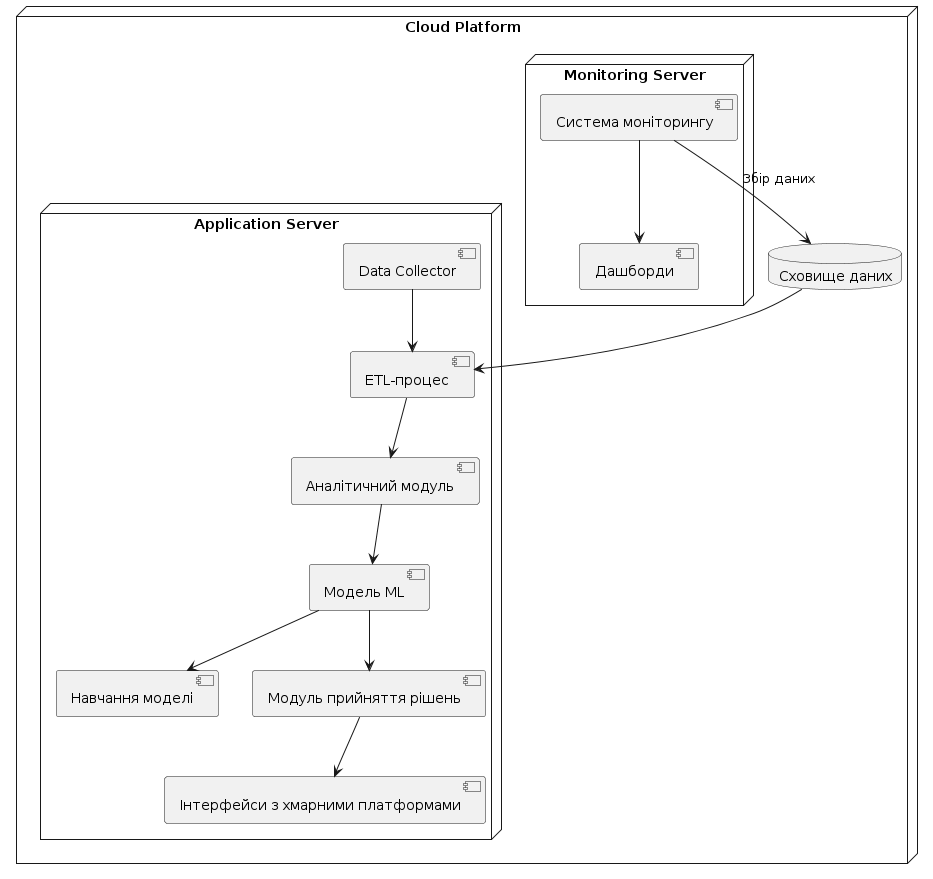 Cloud Platform
Monitoring Server
Система моніторингу
Збір даних
Application Server
Data Collector
Дашборди
Сховище даних
ETL-процес
Аналітичний модуль
Модель ML
Навчання моделі
Модуль прийняття рішень
Інтерфейси з хмарними платформами